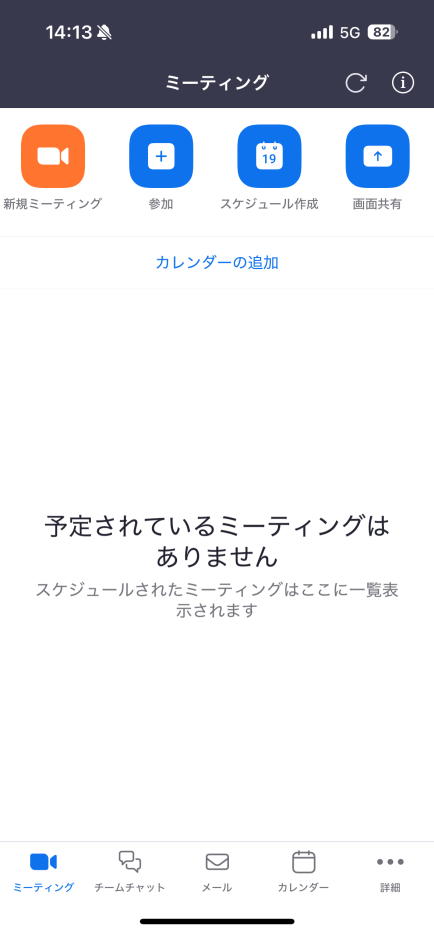 14:13
5G
82
ミーティング
19
新規ミーティング
参加
スケジュール作成
画面共有
カレンダーの追加
予定されているミーティングは
ありません
スケジュールされたミーティングはここに一覧表
示されます
ミーティング
チームチャット
メール
カレンダー
詳細